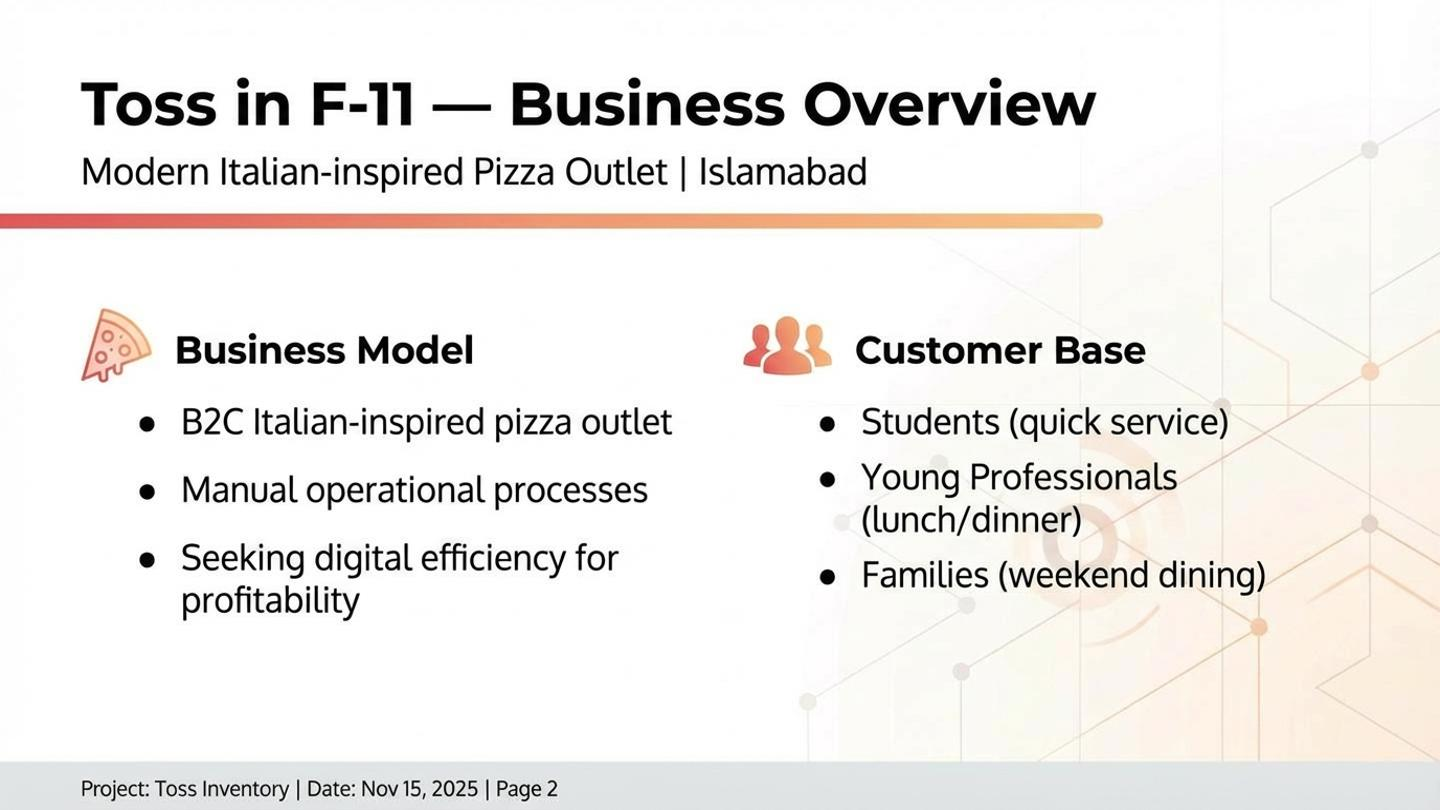 Toss in F-11 — Business Overview
Modern Italian-inspired Pizza Outlet | Islamabad
Business Model
● B2C Italian-inspired pizza outlet
● Manual operational processes
● Seeking digital efficiency for
profitability
Customer Base
● Students (quick service)
● Young Professionals
(lunch/dinner)
● Families (weekend dining)
Project: Toss Inventory | Date: Nov 15, 2025 | Page 2